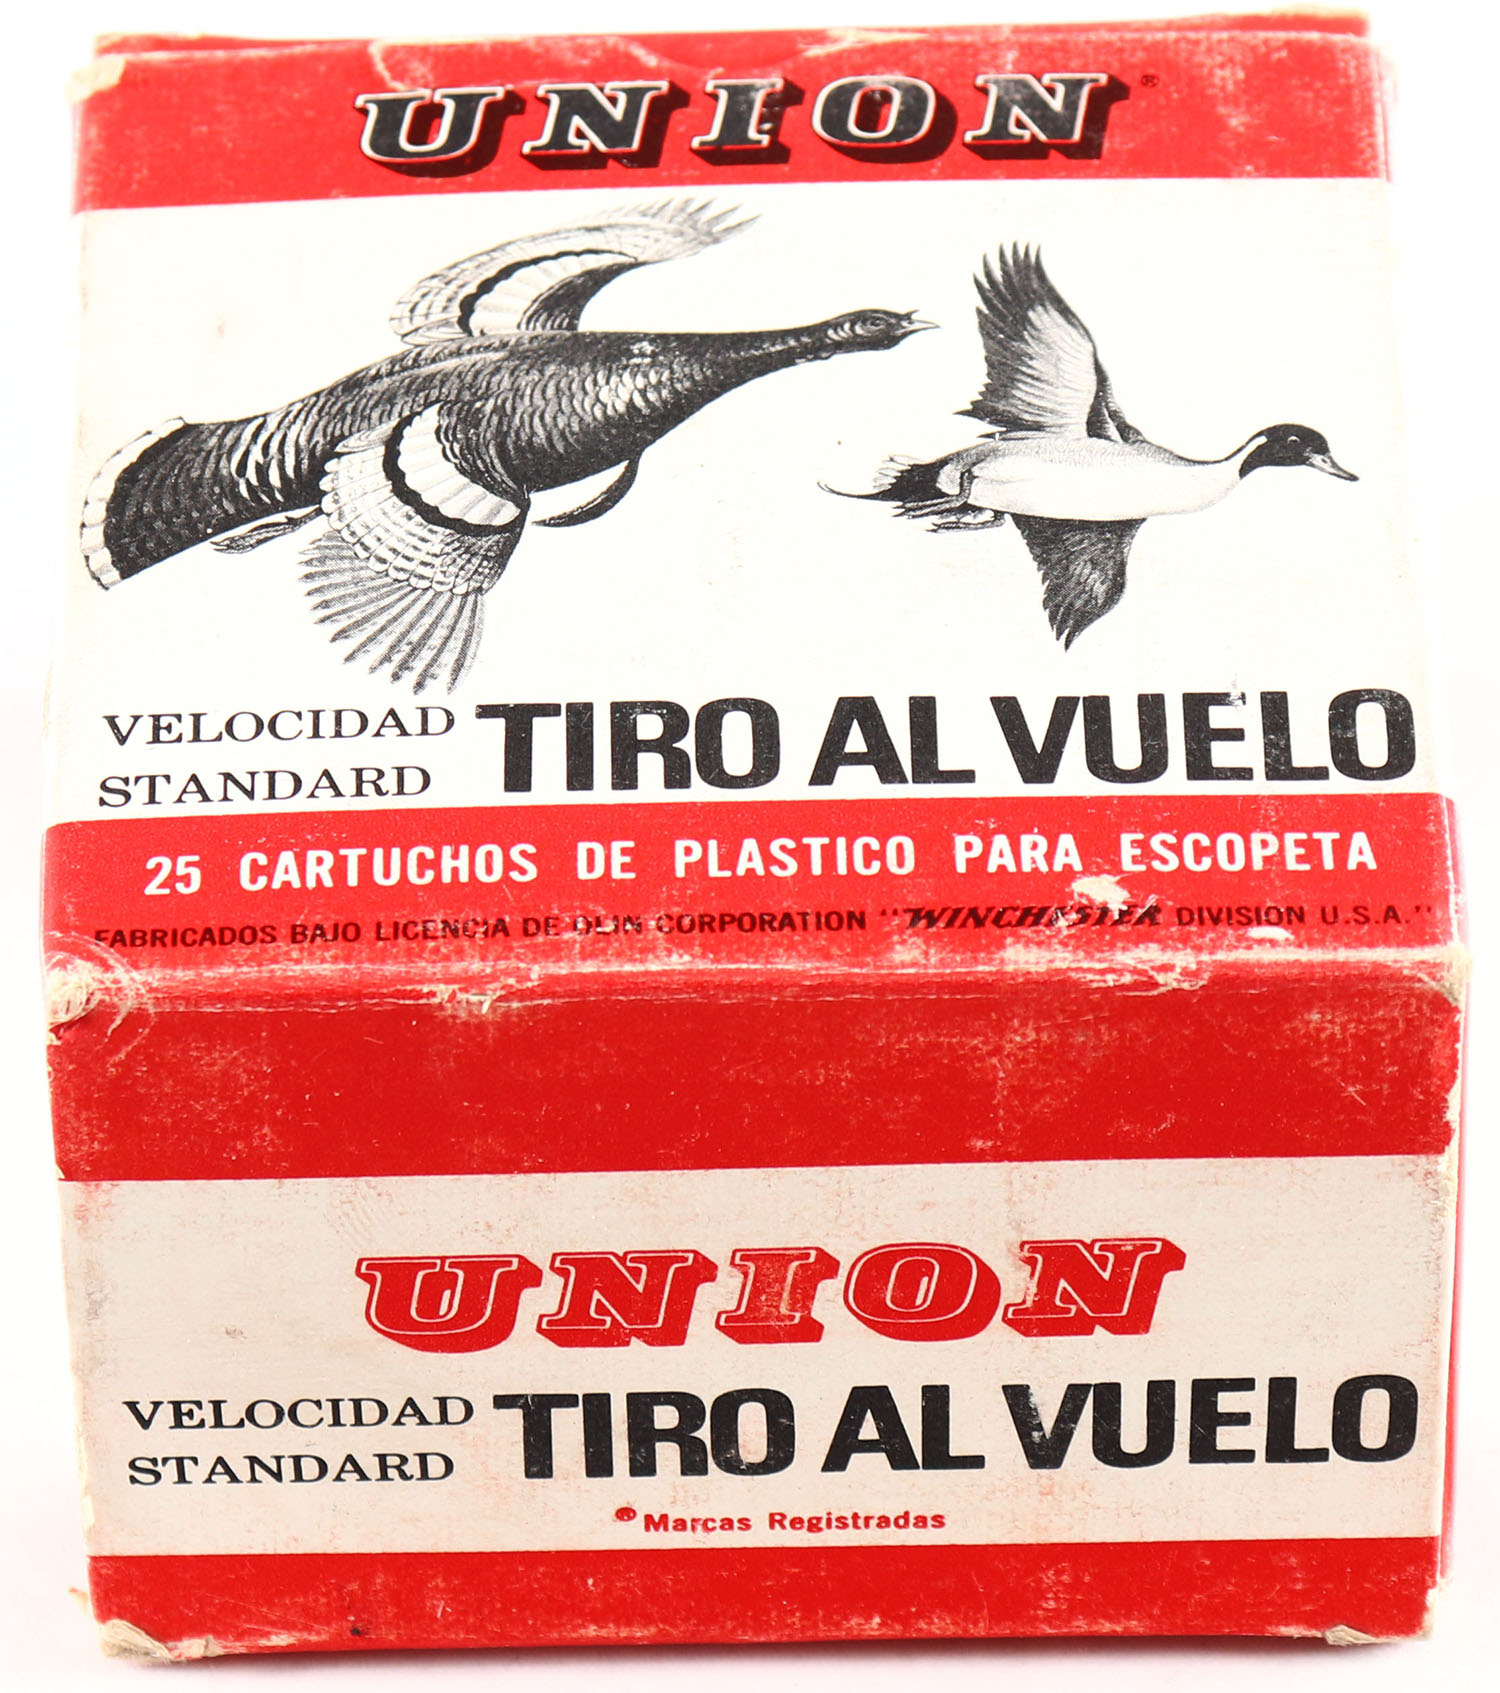 UNION®
VELOCIDAD
STANDARD
TIRO AL VUELO
25 CARTUCHOS DE PLASTICO PARA ESCOPETA
FABRICADOS BAJO LICENCIA DE OLIN CORPORATION "WINCHESTER DIVISION U.S.A."
UNION
VELOCIDAD
STANDARD
TIRO AL VUELO
® Marcas Registradas